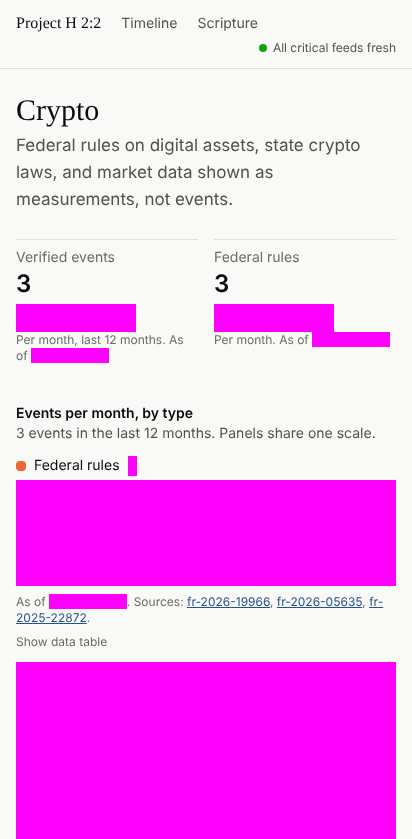 Project H 2:2 Timeline Scripture
All critical feeds fresh
Crypto
Federal rules on digital assets, state crypto
laws, and market data shown as
measurements, not events.
Verified events
3
Per month, last 12 months. As
of
Federal rules
3
Per month. As of
Events per month, by type
3 events in the last 12 months. Panels share one scale.
Federal rules
As of . Sources: fr-2026-19966, fr-2026-05635, fr-
2025-22872.
Show data table